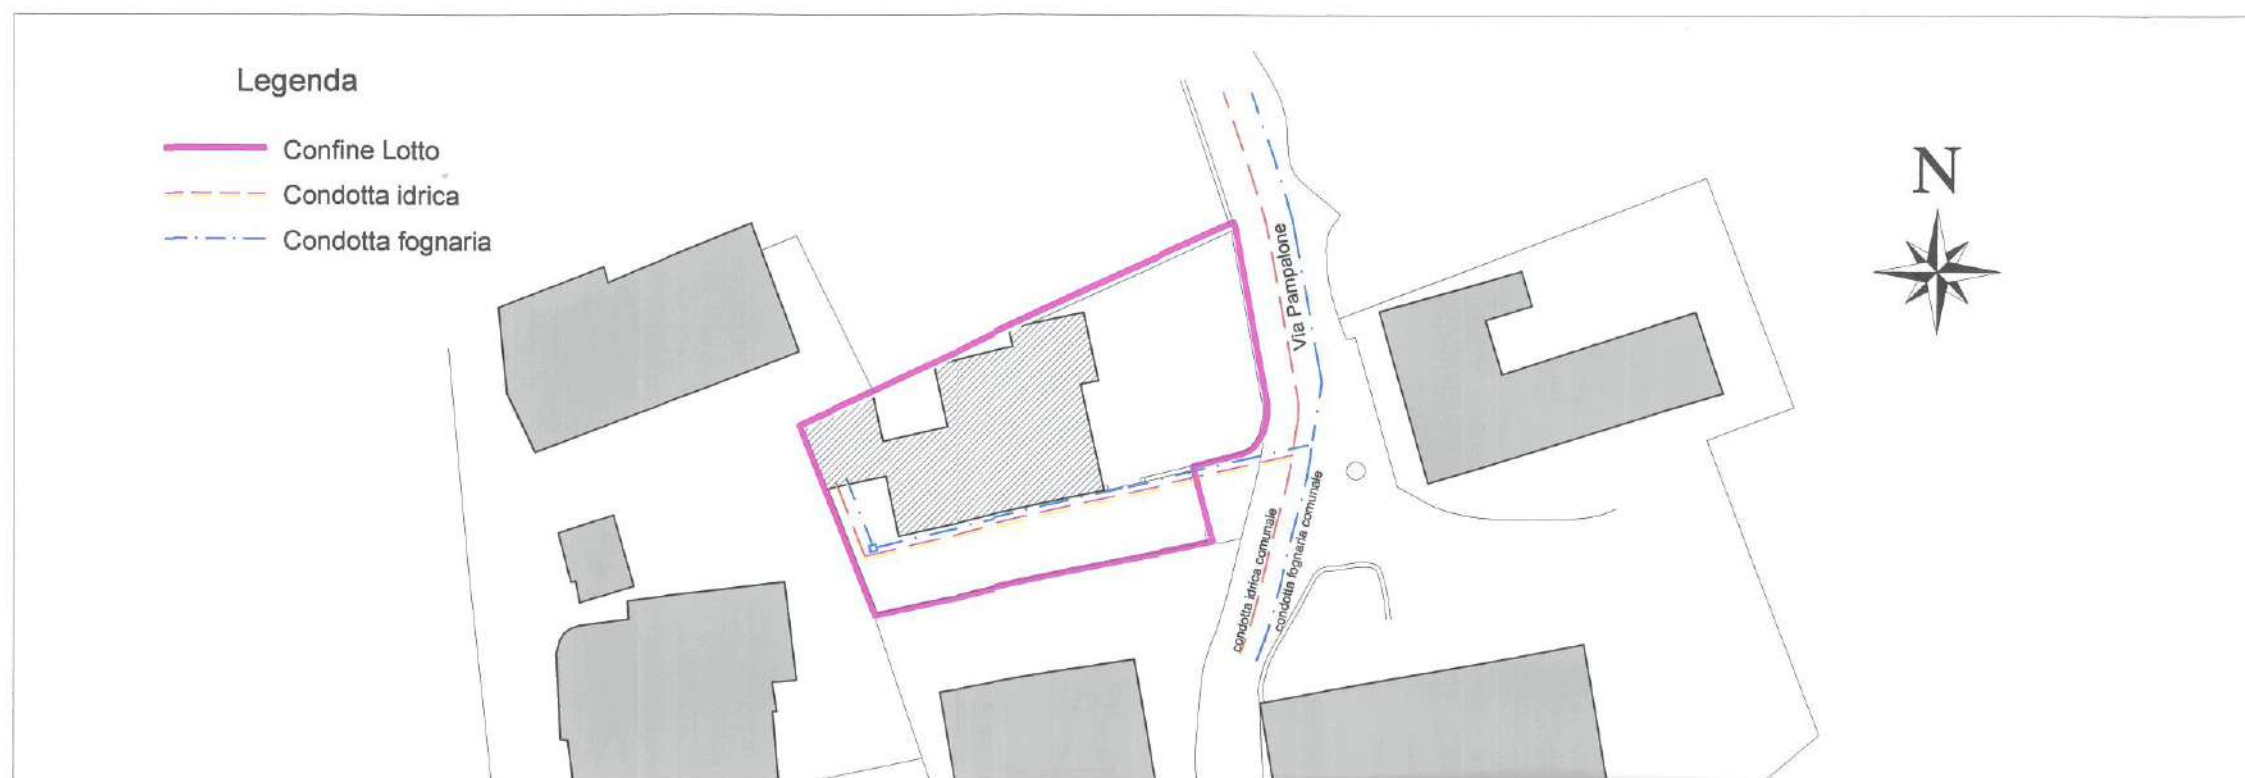 Legenda
Confine Lotto
Condotta idrica
Condotta fognaria
N
Via Pampalone
condotta idrica comunale
condotta fognaria comunale